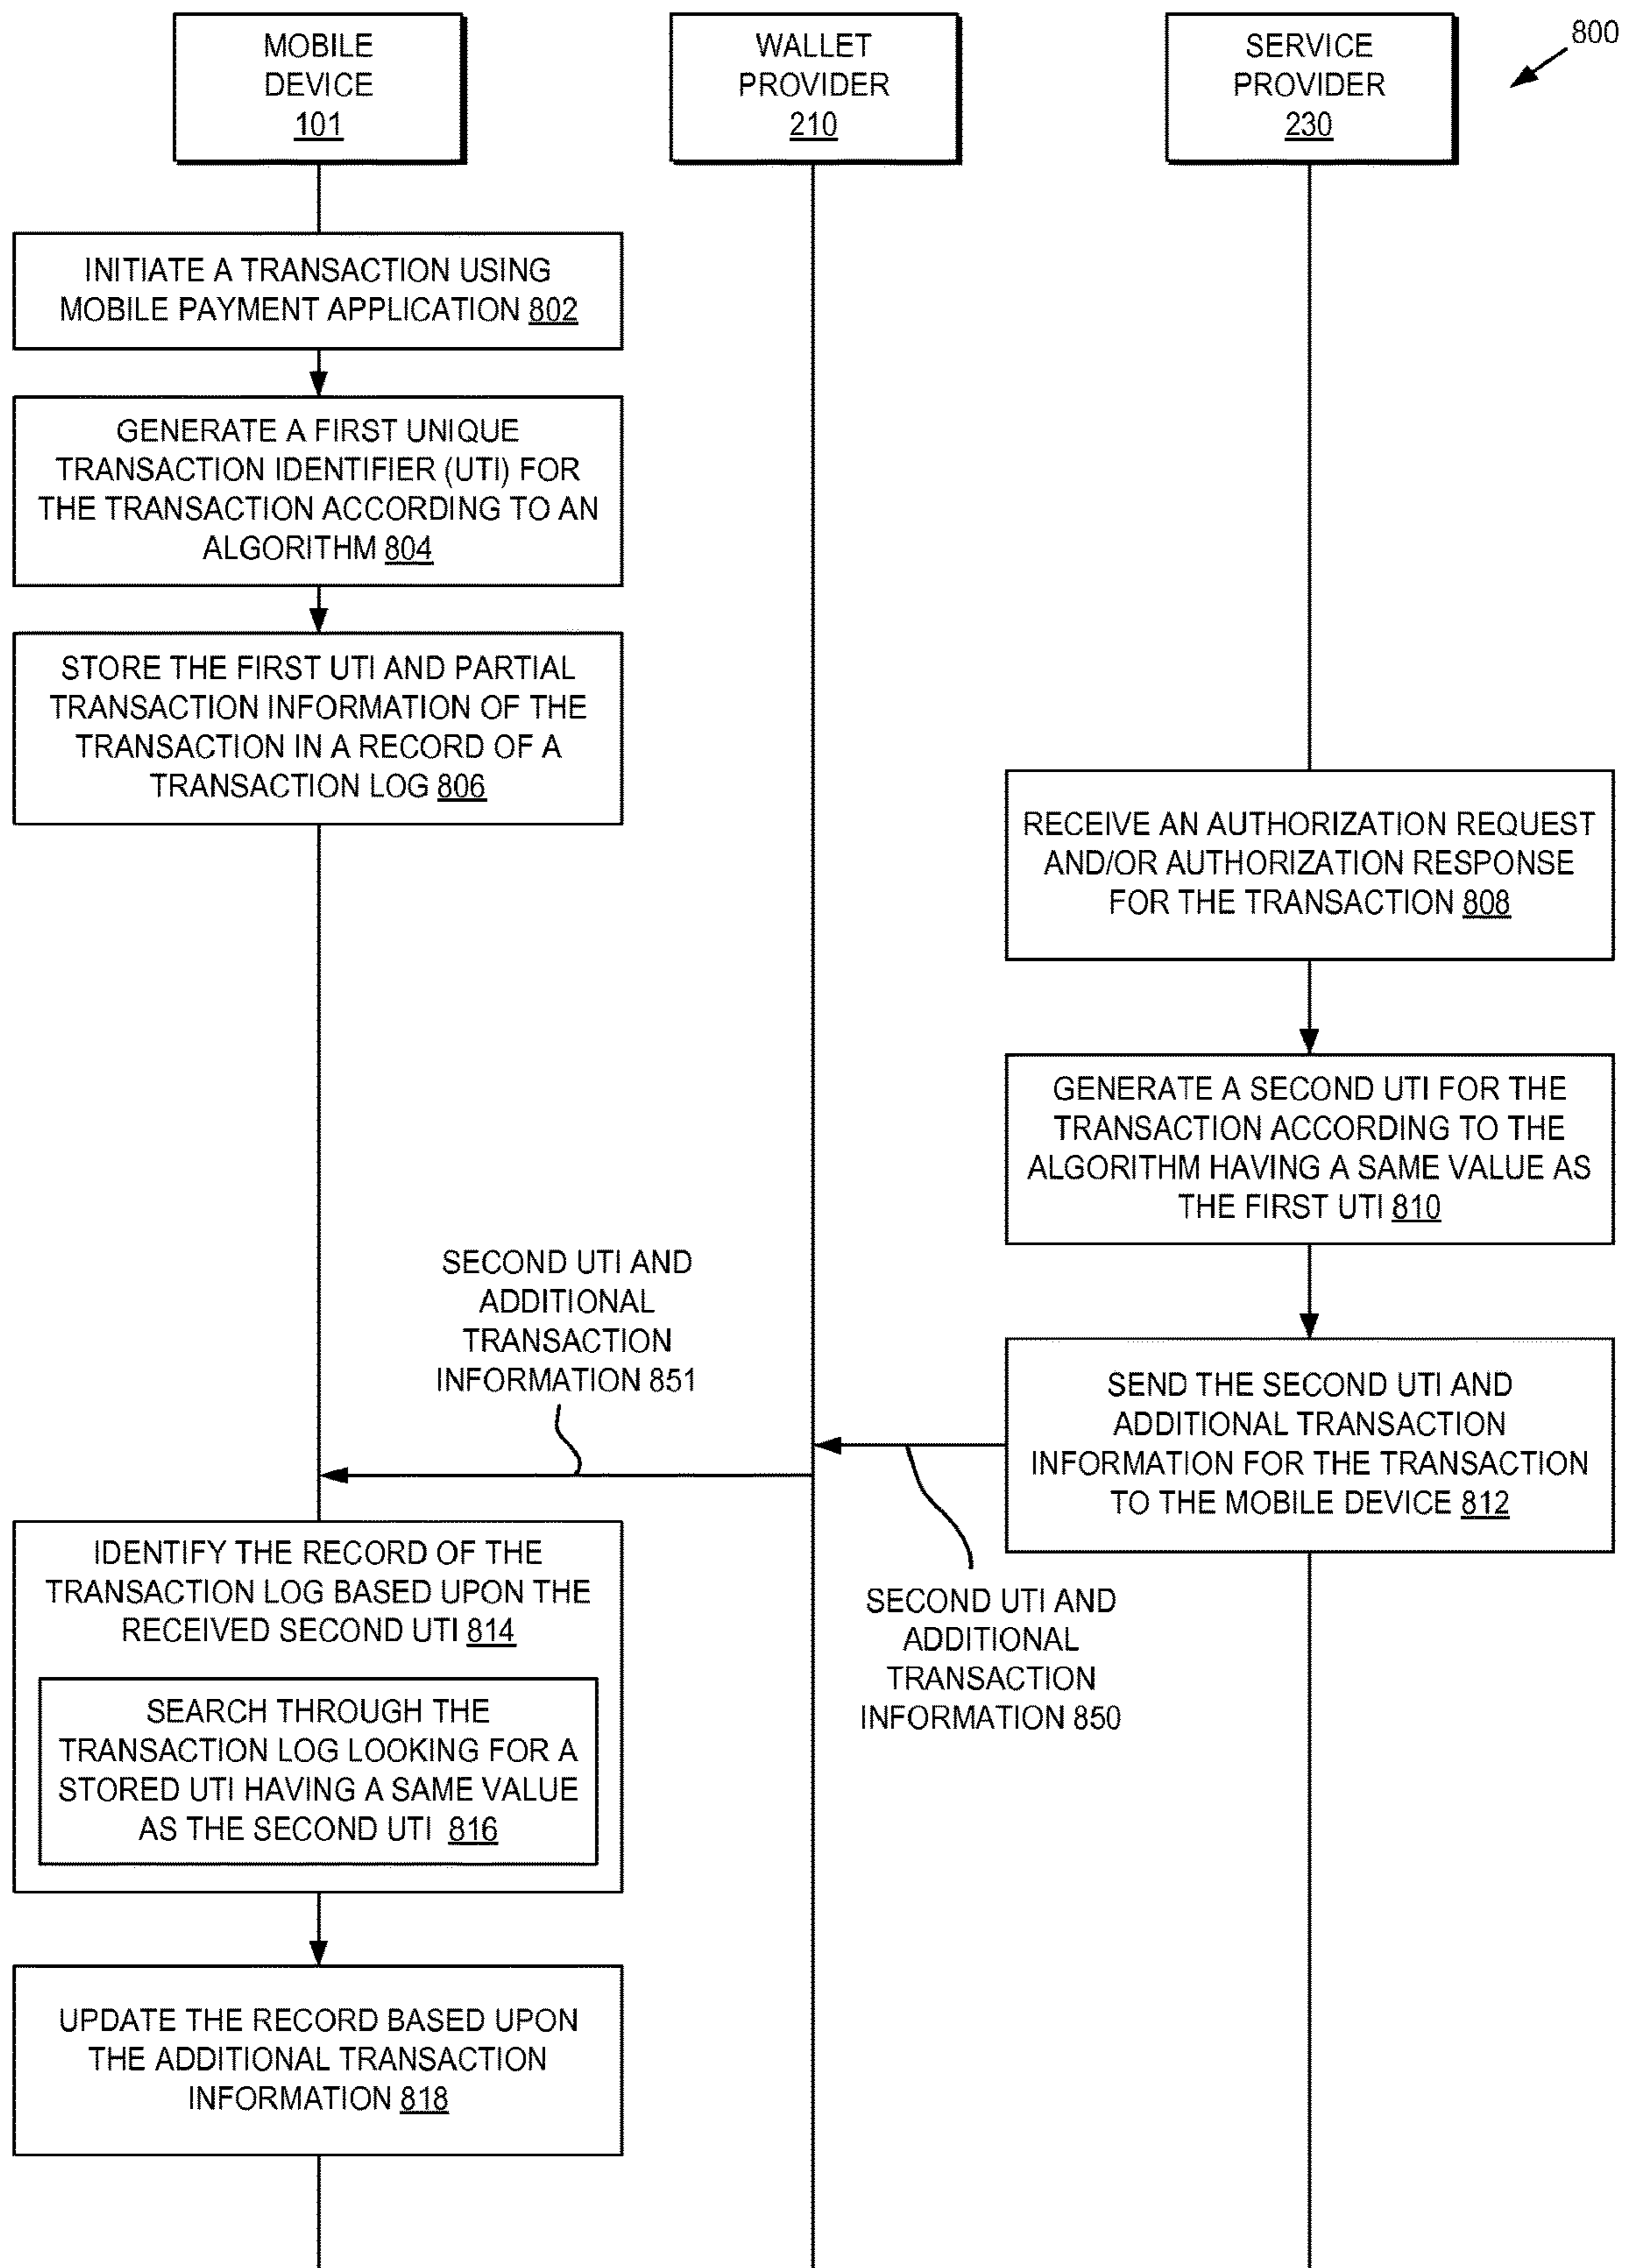 MOBILE
DEVICE
101
WALLET
PROVIDER
210
SERVICE
PROVIDER
230
800
INITIATE A TRANSACTION USING
MOBILE PAYMENT APPLICATION 802
GENERATE A FIRST UNIQUE
TRANSACTION IDENTIFIER (UTI) FOR
THE TRANSACTION ACCORDING TO AN
ALGORITHM 804
STORE THE FIRST UTI AND PARTIAL
TRANSACTION INFORMATION OF THE
TRANSACTION IN A RECORD OF A
TRANSACTION LOG 806
RECEIVE AN AUTHORIZATION REQUEST
AND/OR AUTHORIZATION RESPONSE
FOR THE TRANSACTION 808
GENERATE A SECOND UTI FOR THE
TRANSACTION ACCORDING TO THE
ALGORITHM HAVING A SAME VALUE AS
THE FIRST UTI 810
SECOND UTI AND
ADDITIONAL
TRANSACTION
INFORMATION 851
SEND THE SECOND UTI AND
ADDITIONAL TRANSACTION
INFORMATION FOR THE TRANSACTION
TO THE MOBILE DEVICE 812
SECOND UTI AND
ADDITIONAL
TRANSACTION
INFORMATION 850
IDENTIFY THE RECORD OF THE
TRANSACTION LOG BASED UPON THE
RECEIVED SECOND UTI 814
SEARCH THROUGH THE
TRANSACTION LOG LOOKING FOR A
STORED UTI HAVING A SAME VALUE
AS THE SECOND UTI 816
UPDATE THE RECORD BASED UPON
THE ADDITIONAL TRANSACTION
INFORMATION 818